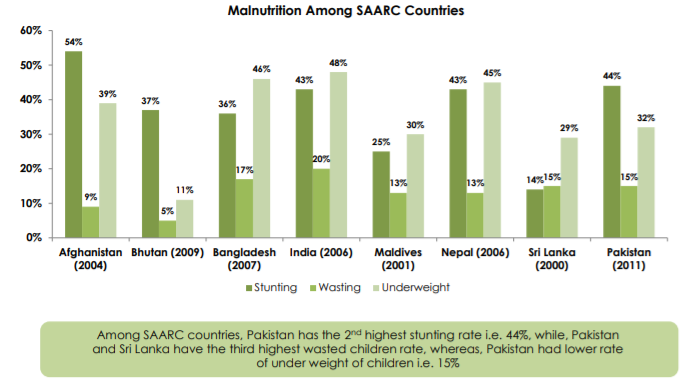 Malnutrition Among SAARC Countries
60%
50%
40%
30%
20%
10%
0%
54%
9%
39%
37%
5%
11%
36%
17%
46%
43%
20%
48%
25%
13%
30%
43%
13%
45%
14%
15%
29%
44%
15%
32%
Afghanistan (2004)
Bhutan (2009)
Bangladesh (2007)
India (2006)
Maldives (2001)
Nepal (2006)
Sri Lanka (2000)
Pakistan (2011)
Stunting Wasting Underweight
Among SAARC countries, Pakistan has the 2nd highest stunting rate i.e. 44%, while, Pakistan
and Sri Lanka have the third highest wasted children rate, whereas, Pakistan had lower rate
of under weight of children i.e. 15%